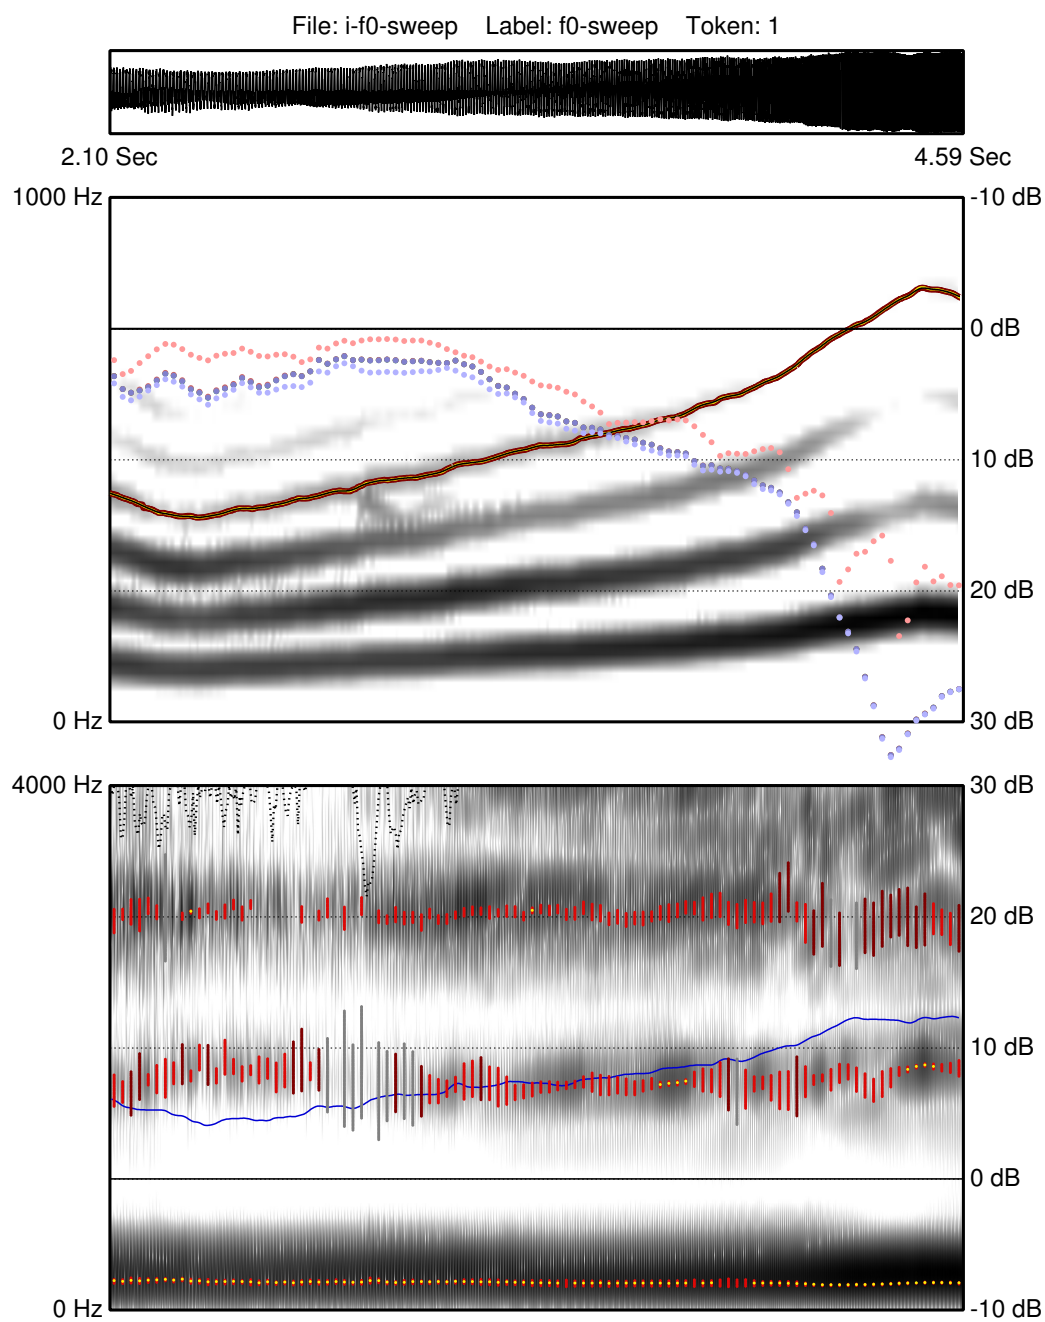 File: i-f0-sweep Label: f0-sweep Token: 1
2.10 Sec 4.59 Sec
1000 Hz -10 dB
0 dB
10 dB
20 dB
0 Hz 30 dB
4000 Hz 30 dB
20 dB
10 dB
0 dB
0 Hz -10 dB